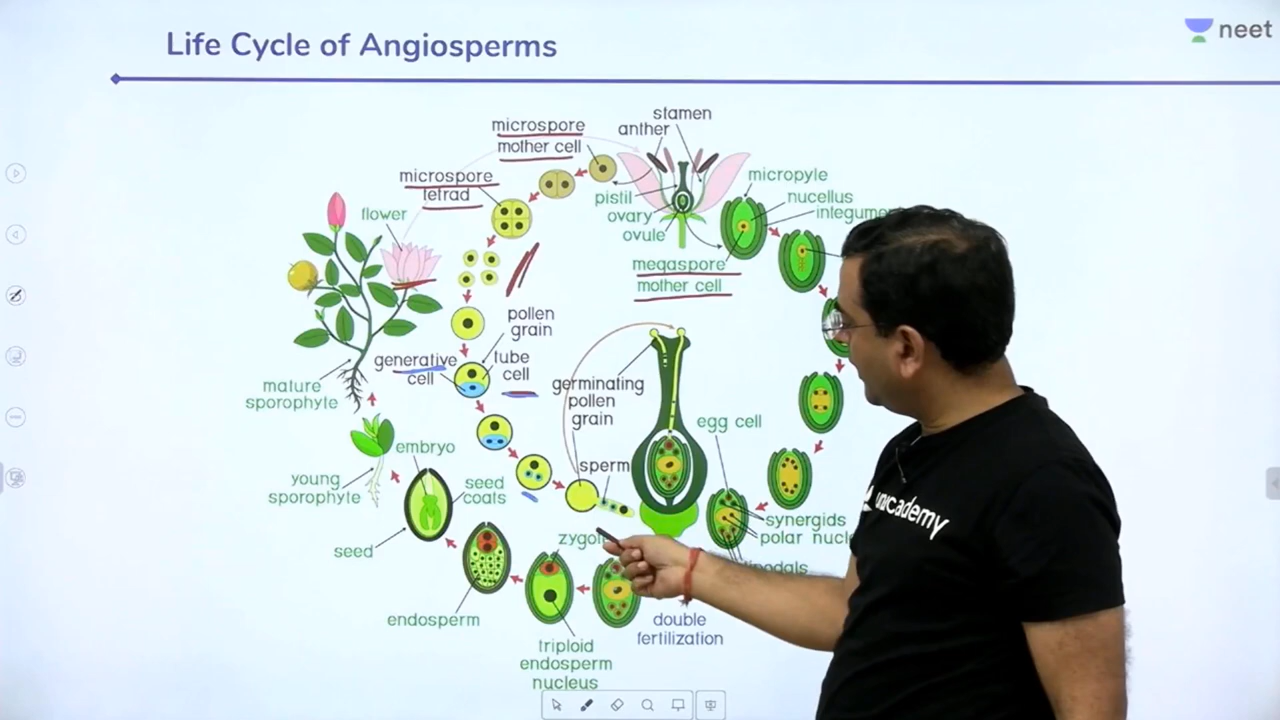 Life Cycle of Angiosperms
neet
stamen
anther
microspore
mother cell
microspore
tetrad
micropyle
nucellus
pistil
ovary
ovule
flower
megaspore
mother cell
pollen
grain
generative
cell
tube
cell
germinating
pollen
grain
mature
sporophyte
egg cell
embryo
sperm
young
sporophyte
seed
coats
synergids
polar
seed
endosperm
double
fertilization
triploid
endosperm
nucleus
unacademy